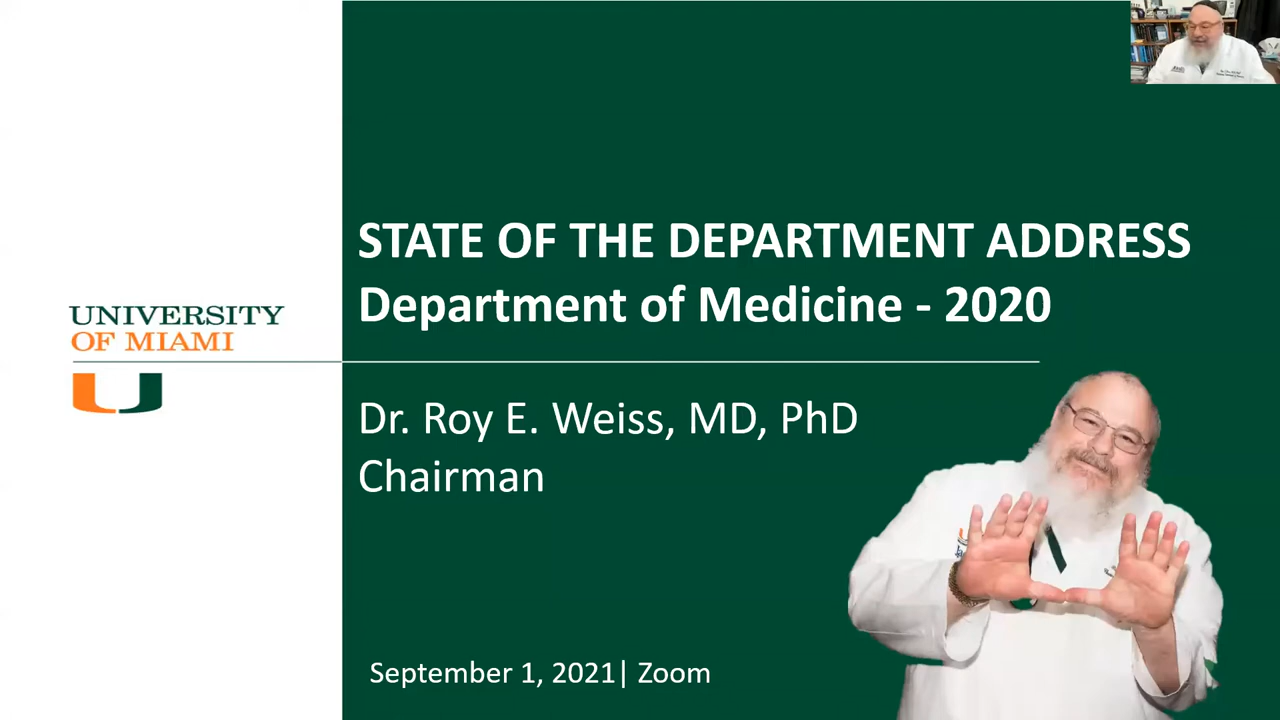 STATE OF THE DEPARTMENT ADDRESS
Department of Medicine - 2020
UNIVERSITY
OF MIAMI
Dr. Roy E. Weiss, MD, PhD
Chairman
September 1, 2021| Zoom